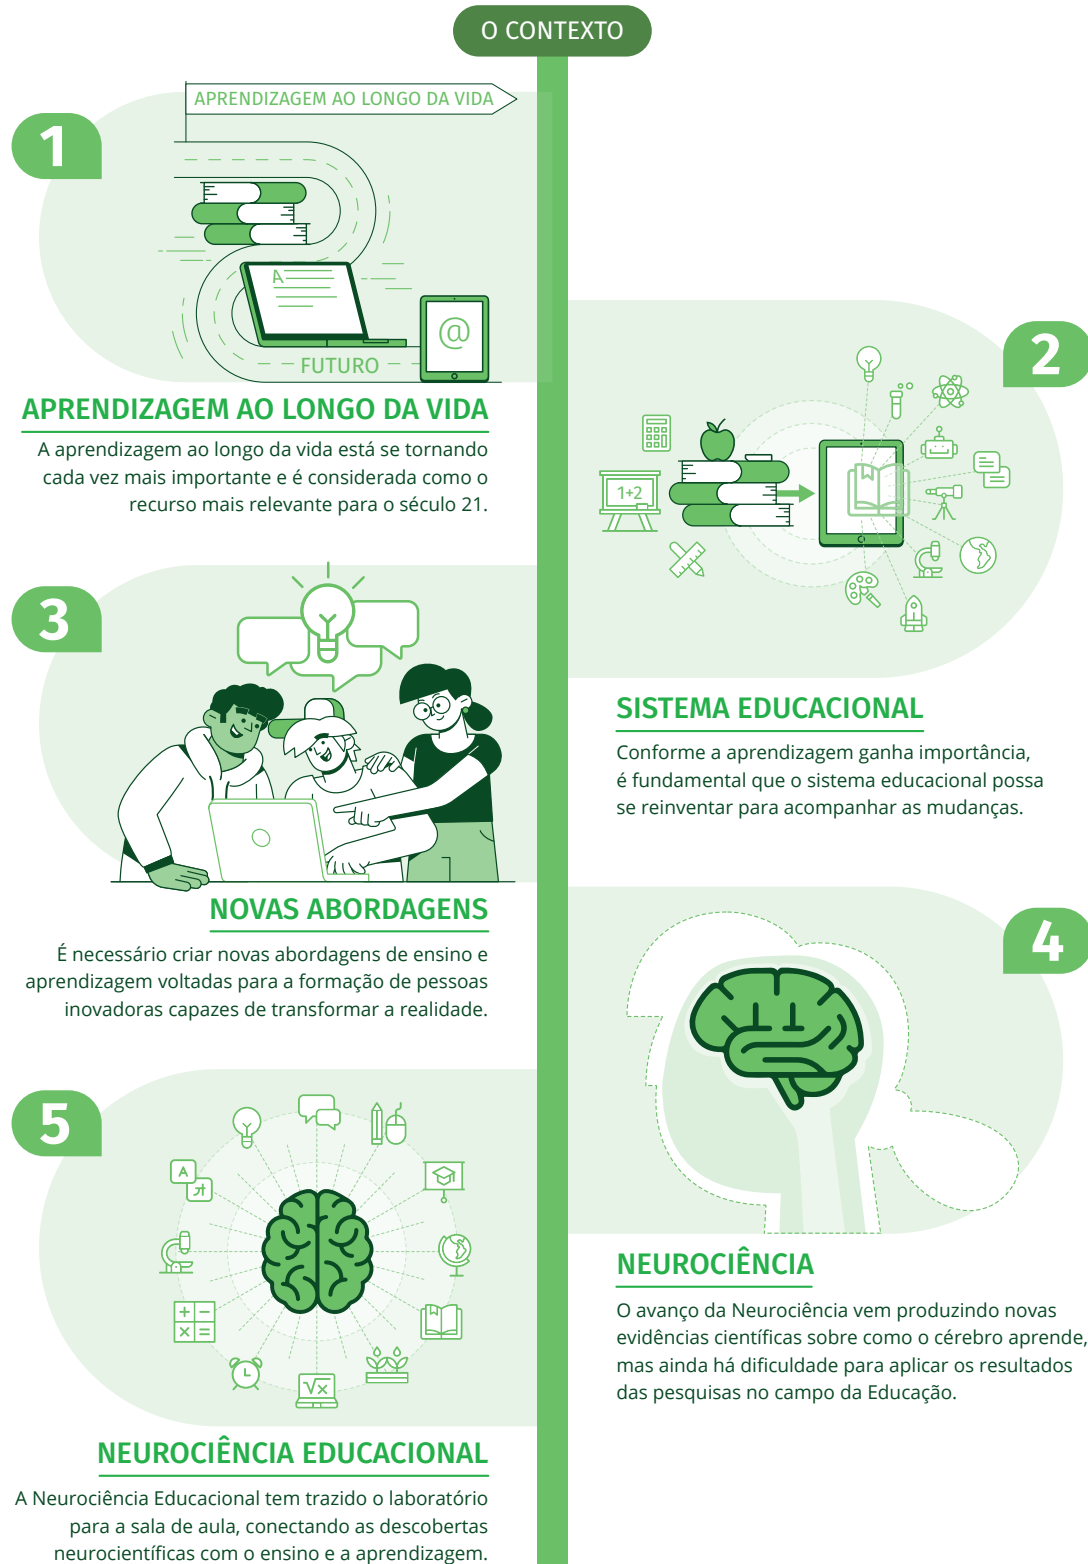 O CONTEXTO
1
APRENDIZAGEM AO LONGO DA VIDA
A
@
FUTURO
APRENDIZAGEM AO LONGO DA VIDA
A aprendizagem ao longo da vida está se tornando
cada vez mais importante e é considerada como o
recurso mais relevante para o século 21.
2
1+2
SISTEMA EDUCACIONAL
Conforme a aprendizagem ganha importância,
é fundamental que o sistema educacional possa
se reinventar para acompanhar as mudanças.
3
NOVAS ABORDAGENS
É necessário criar novas abordagens de ensino e
aprendizagem voltadas para a formação de pessoas
inovadoras capazes de transformar a realidade.
4
NEUROCIÊNCIA
O avanço da Neurociência vem produzindo novas
evidências científicas sobre como o cérebro aprende,
mas ainda há dificuldade para aplicar os resultados
das pesquisas no campo da Educação.
5
A
+ −
× =
√x
NEUROCIÊNCIA EDUCACIONAL
A Neurociência Educacional tem trazido o laboratório
para a sala de aula, conectando as descobertas
neurocientíficas com o ensino e a aprendizagem.